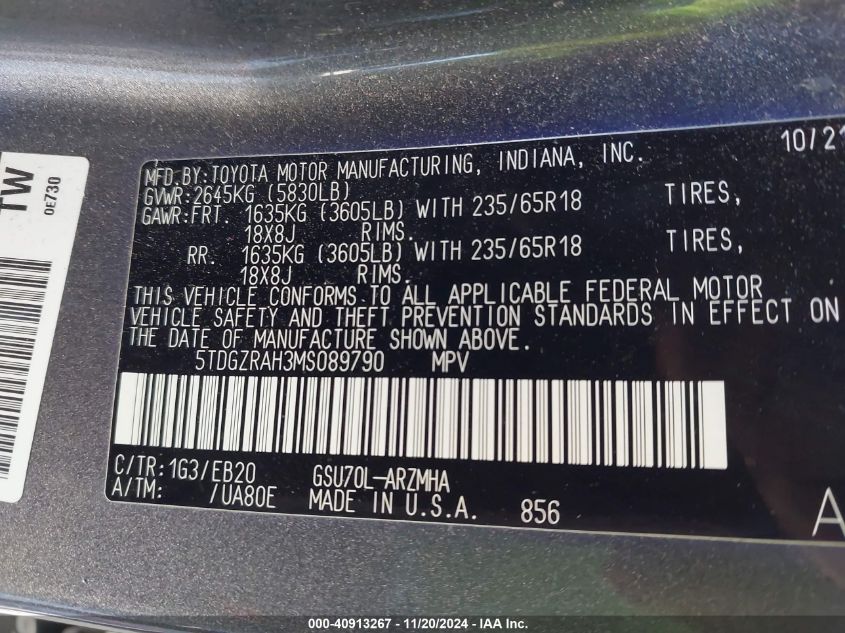 TW
0E730
10/21
MFD.BY:TOYOTA MOTOR MANUFACTURING, INDIANA, INC.
GVWR:2645KG (5830LB)
GAWR:FRT. 1635KG (3605LB) WITH 235/65R18 TIRES,
18X8J RIMS.
RR. 1635KG (3605LB) WITH 235/65R18 TIRES,
18X8J RIMS.
THIS VEHICLE CONFORMS TO ALL APPLICABLE FEDERAL MOTOR
VEHICLE SAFETY AND THEFT PREVENTION STANDARDS IN EFFECT ON
THE DATE OF MANUFACTURE SHOWN ABOVE.
5TDGZRAH3MS089790 MPV
C/TR:1G3/EB20 GSU70L-ARZMHA
A/TM: /UA80E MADE IN U.S.A. 856
A
000-40913267 - 11/20/2024 - IAA Inc.